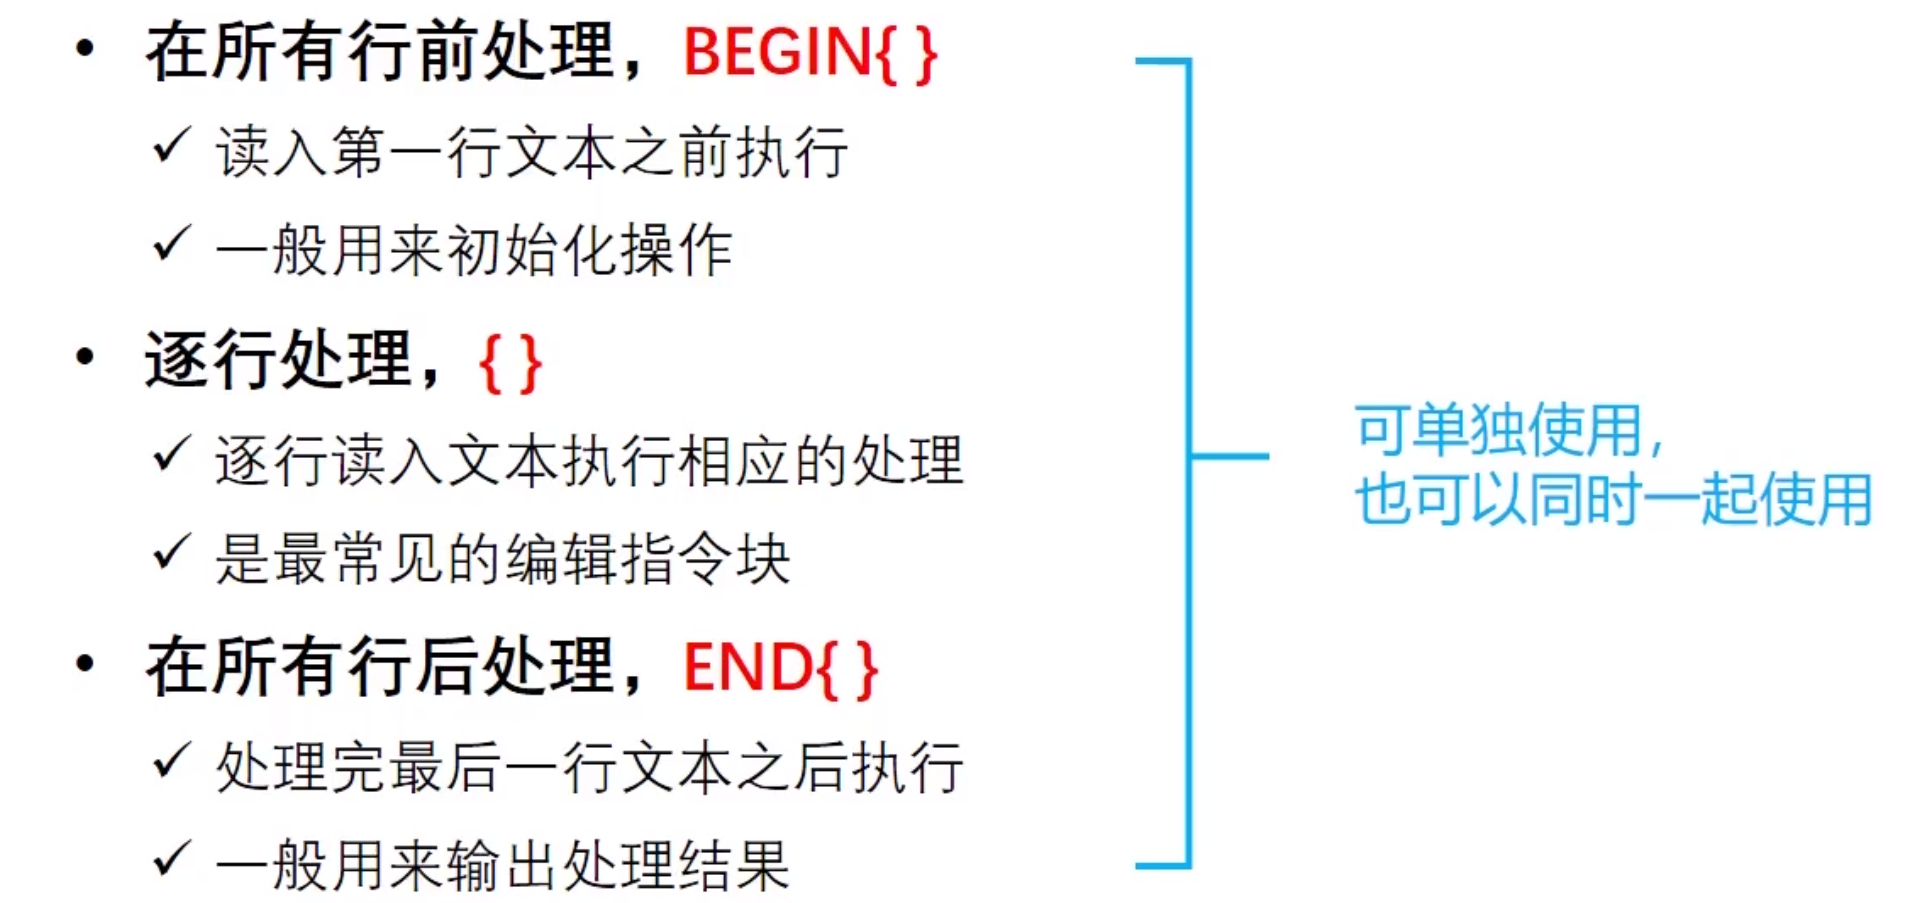 • 在所有行前处理，BEGIN{ }
✓ 读入第一行文本之前执行
✓ 一般用来初始化操作
• 逐行处理，{ }
✓ 逐行读入文本执行相应的处理
✓ 是最常见的编辑指令块
• 在所有行后处理，END{ }
✓ 处理完最后一行文本之后执行
✓ 一般用来输出处理结果
可单独使用，
也可以同时一起使用